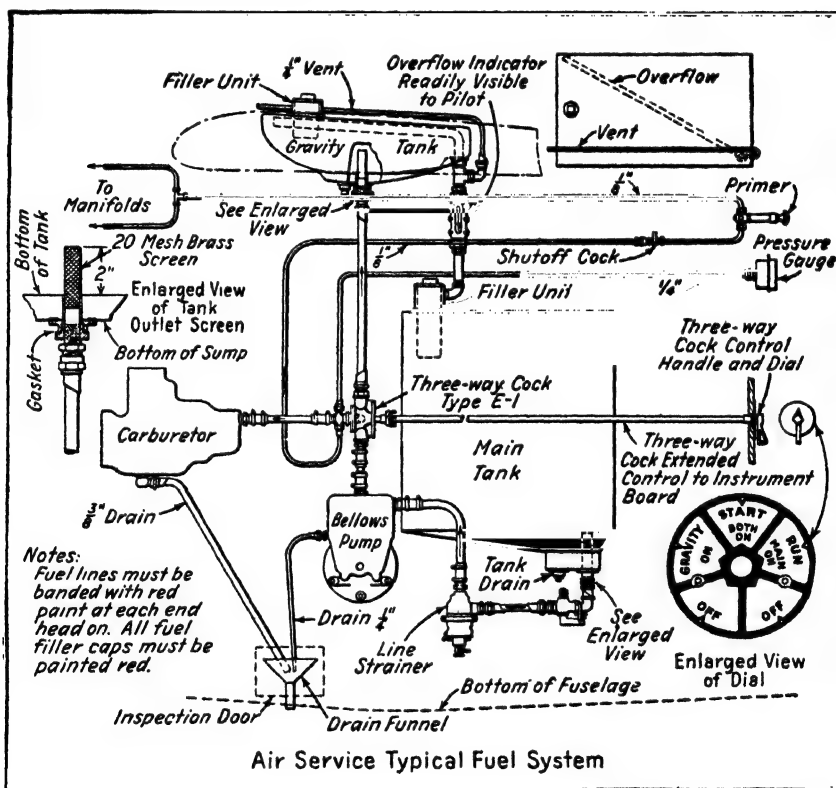 Filler Unit
1/4" Vent
Overflow Indicator
Readily Visible
to Pilot
Overflow
Vent
Gravity Tank
To
Manifolds
See Enlarged
View
1/8"
1/8"
Primer
Shutoff Cock
Pressure
Gauge
1/4"
Filler Unit
Bottom
of Tank
20 Mesh Brass
Screen
2"
Enlarged View
of Tank
Outlet Screen
Gasket
Bottom of Sump
Three-way
Cock Control
Handle and Dial
Three-way Cock
Type E-1
Carburetor
Main
Tank
Three-way
Cock Extended
Control to Instrument
Board
3/8" Drain
Bellows
Pump
START
BOTH
ON
GRAVITY
ON
RUN
MAIN
ON
OFF
OFF
Notes:
Fuel lines must be
banded with red
paint at each end
head on. All fuel
filler caps must be
painted red.
Tank
Drain
Drain 1/4"
Line
Strainer
See
Enlarged
View
Enlarged View
of Dial
Bottom of Fuselage
Inspection Door
Drain Funnel
Air Service Typical Fuel System